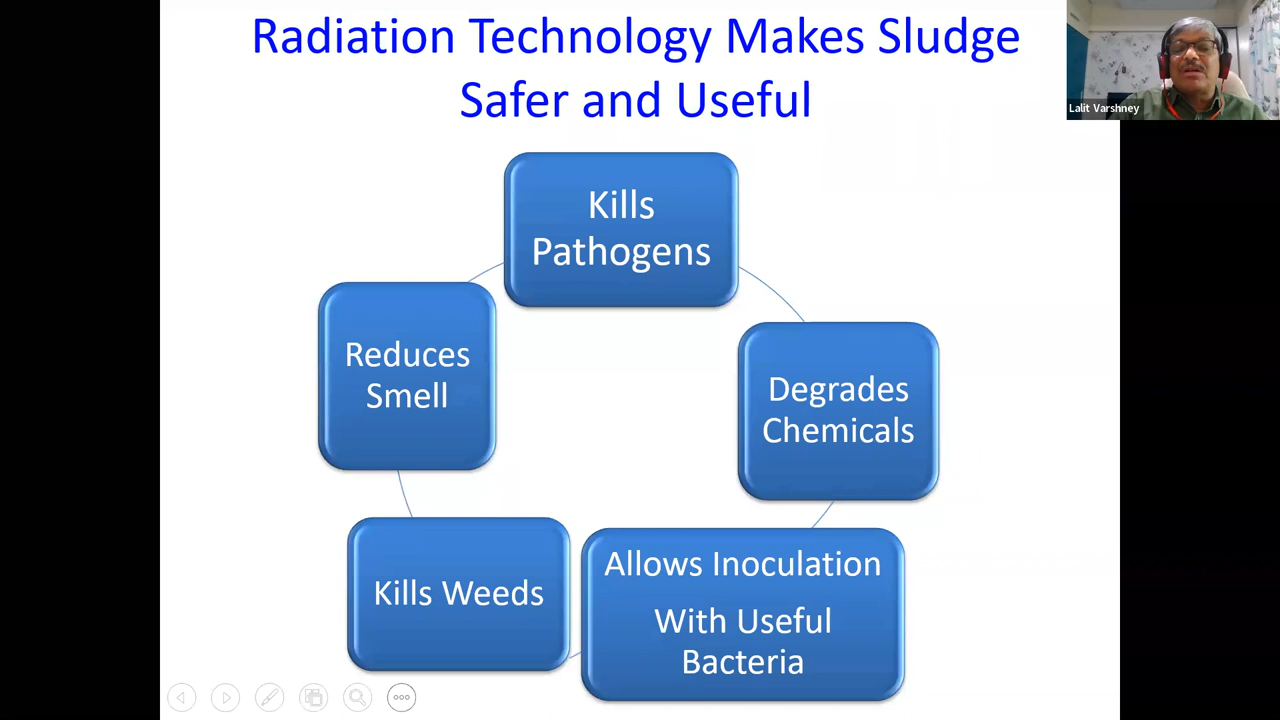 Radiation Technology Makes Sludge
Safer and Useful
Lalit Varshney
Kills
Pathogens
Reduces
Smell
Degrades
Chemicals
Kills Weeds
Allows Inoculation
With Useful
Bacteria